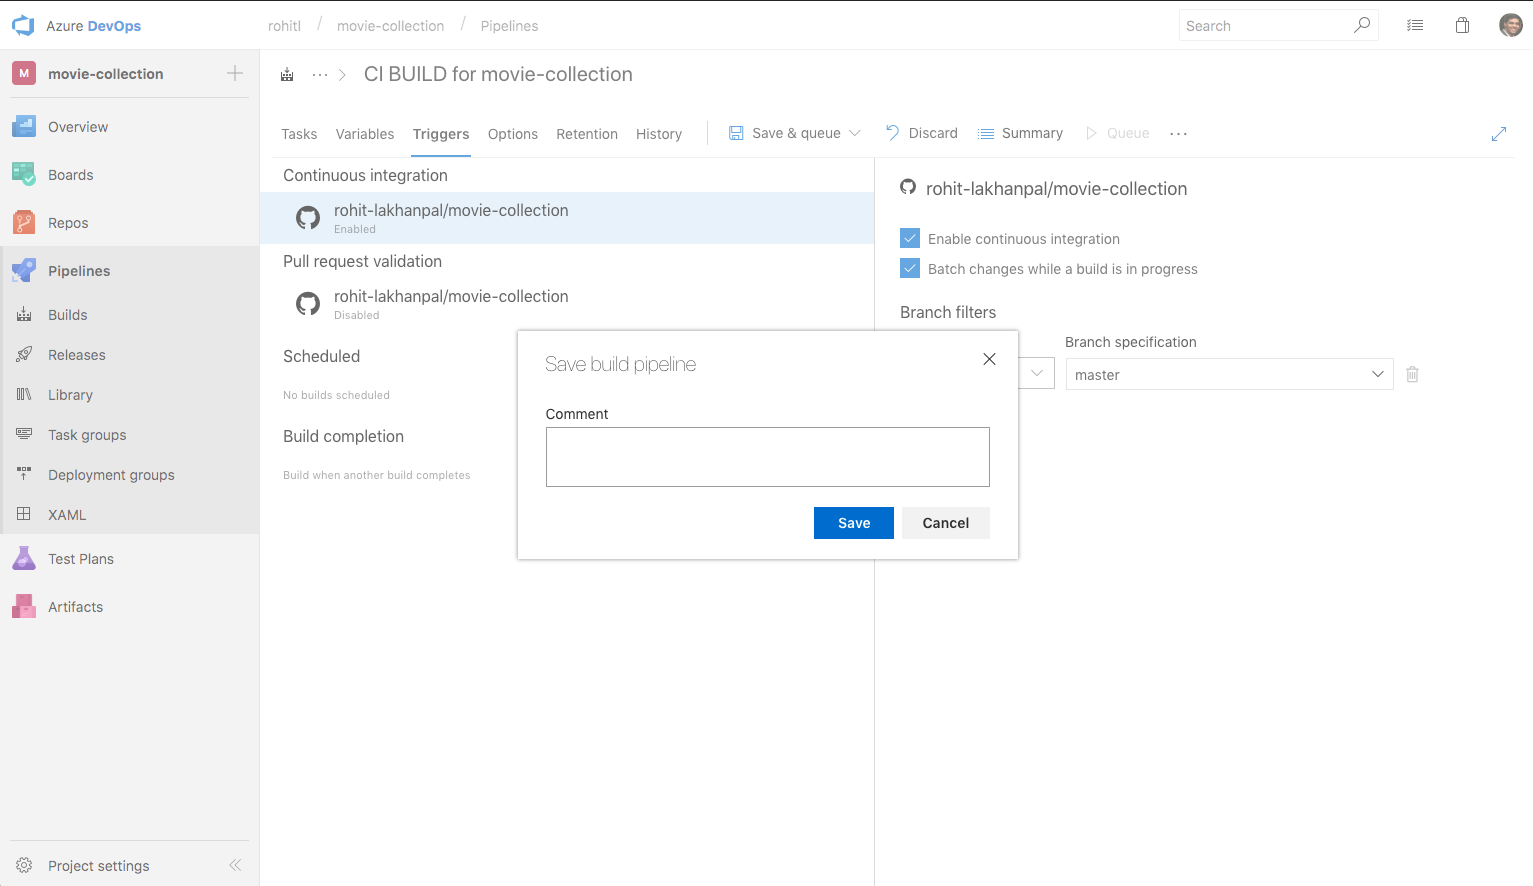 Azure DevOps
rohitl / movie-collection / Pipelines
Search
M
movie-collection
Overview
Boards
Repos
Pipelines
Builds
Releases
Library
Task groups
Deployment groups
XAML
Test Plans
Artifacts
Project settings
CI BUILD for movie-collection
Tasks Variables Triggers Options Retention History Save & queue Discard Summary Queue
Continuous integration
rohit-lakhanpal/movie-collection
Enabled
Pull request validation
rohit-lakhanpal/movie-collection
Disabled
Scheduled
No builds scheduled
Build completion
Build when another build completes
rohit-lakhanpal/movie-collection
Enable continuous integration
Batch changes while a build is in progress
Branch filters
Branch specification
master
Save build pipeline
Comment
Save Cancel